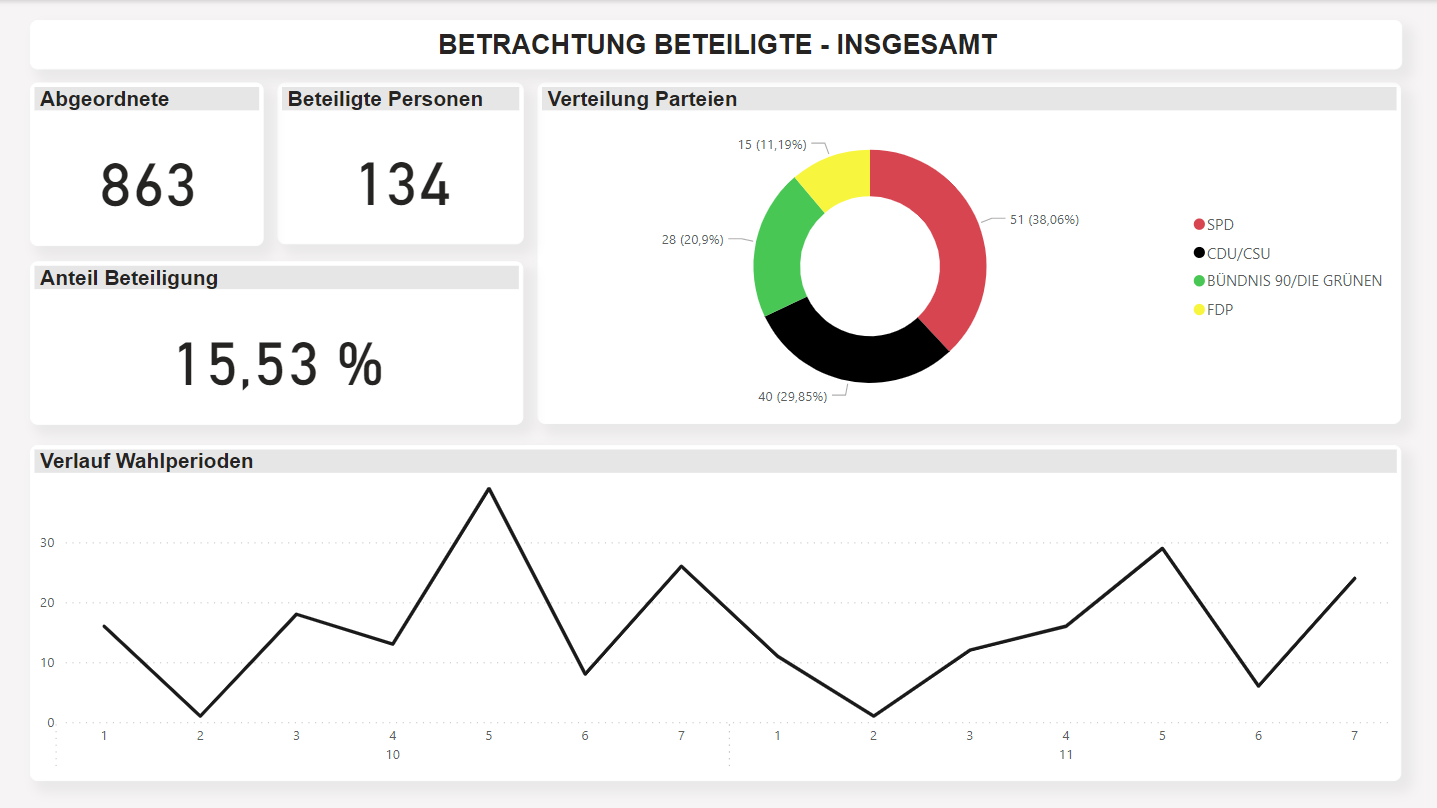 BETRACHTUNG BETEILIGTE - INSGESAMT
Abgeordnete
863
Beteiligte Personen
134
Anteil Beteiligung
15,53 %
Verteilung Parteien
15 (11,19%)
51 (38,06%)
28 (20,9%)
40 (29,85%)
SPD
CDU/CSU
BÜNDNIS 90/DIE GRÜNEN
FDP
Verlauf Wahlperioden
30
20
10
0
1 2 3 4 5 6 7 1 2 3 4 5 6 7
10 11